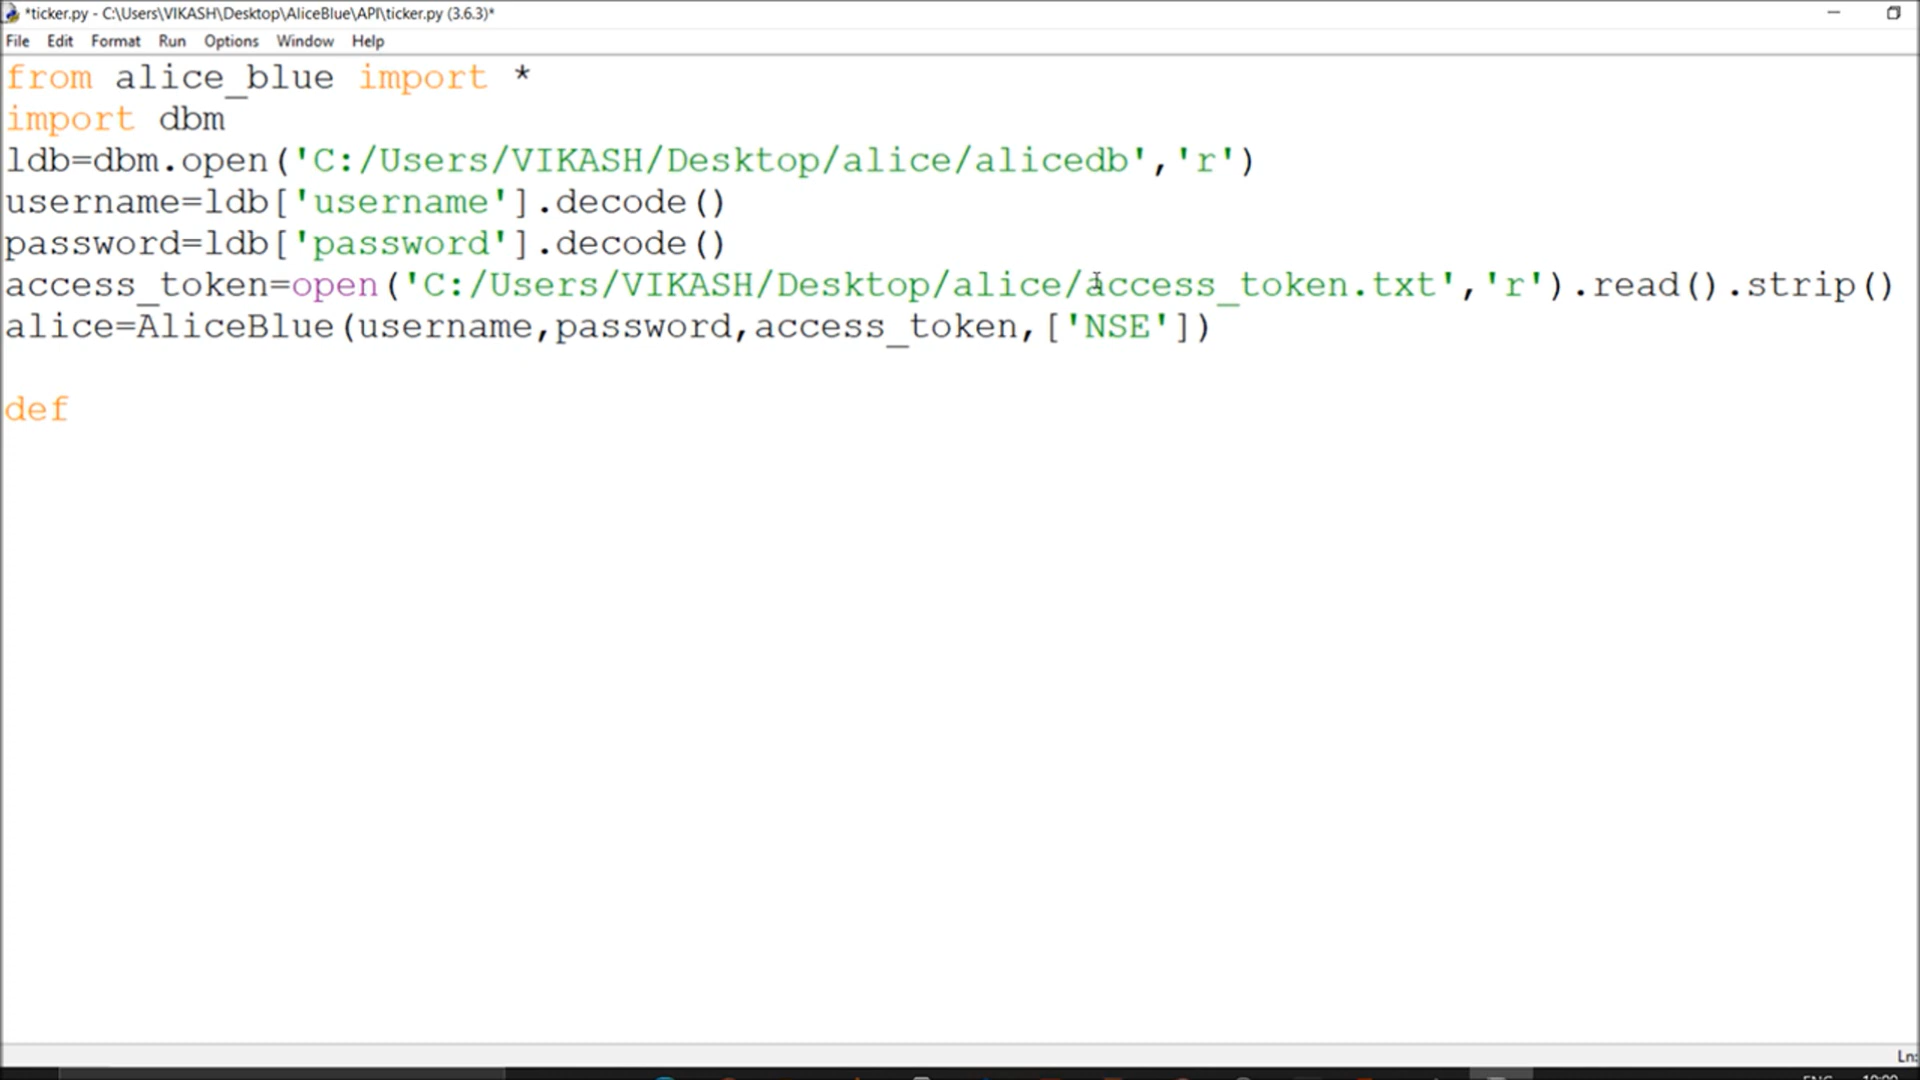 *ticker.py - C:\Users\VIKASH\Desktop\AliceBlue\API\ticker.py (3.6.3)*
File Edit Format Run Options Window Help
from alice_blue import *
import dbm
ldb=dbm.open('C:/Users/VIKASH/Desktop/alice/alicedb','r')
username=ldb['username'].decode()
password=ldb['password'].decode()
access_token=open('C:/Users/VIKASH/Desktop/alice/access_token.txt','r').read().strip()
alice=AliceBlue(username,password,access_token,['NSE'])
def
Ln: